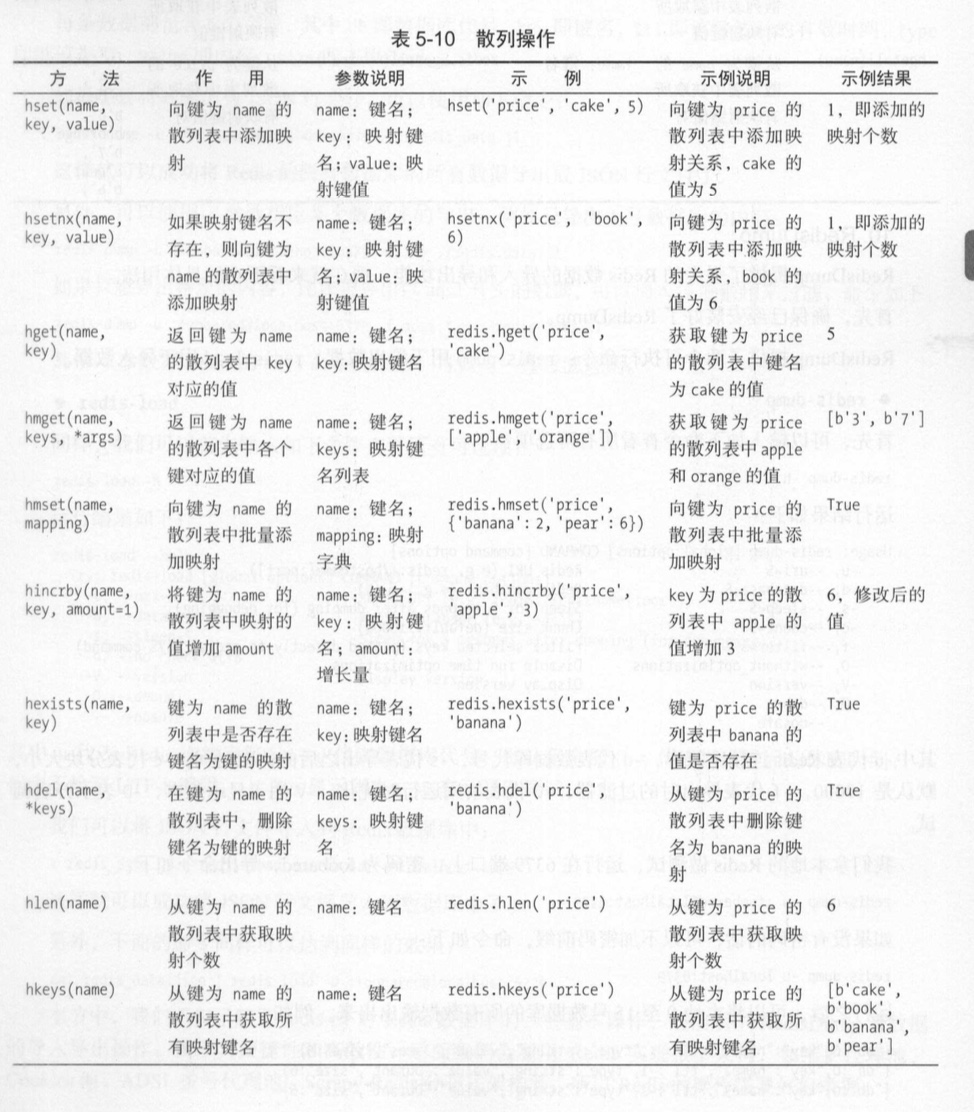 表 5-10 散列操作
方 法
作 用
参数说明
示 例
示例说明
示例结果
hset(name,
key, value)
向键为 name 的
散列表中添加映
射
name：键名；
key：映射键
名；value：映
射键值
hset('price', 'cake', 5)
向键为 price 的
散列表中添加映
射关系，cake 的
值为 5
1，即添加的
映射个数
hsetnx(name,
key, value)
如果映射键名不
存在，则向键为
name 的散列表中
添加映射
name：键名；
key：映射键
名；value：映
射键值
hsetnx('price', 'book',
6)
向键为 price 的
散列表中添加映
射关系，book 的
值为 6
1，即添加的
映射个数
hget(name,
key)
返回键为 name
的散列表中 key
对应的值
name：键名；
key：映射键名
redis.hget('price',
'cake')
获取键为 price
的散列表中键名
为 cake 的值
5
hmget(name,
keys, *args)
返回键为 name
的散列表中各个
键对应的值
name：键名；
keys：映射键
名列表
redis.hmget('price',
['apple', 'orange'])
获取键为 price
的散列表中 apple
和 orange 的值
[b'3', b'7']
hmset(name,
mapping)
向键为 name 的
散列表中批量添
加映射
name：键名；
mapping：映射
字典
redis.hmset('price',
{'banana': 2, 'pear': 6})
向键为 price 的
散列表中批量添
加映射
True
hincrby(name,
key, amount=1)
将键为 name 的
散列表中映射的
值增加 amount
name：键名；
key：映射键
名；amount：
增长量
redis.hincrby('price',
'apple', 3)
key 为 price 的散
列表中 apple 的
值增加 3
6，修改后的
值
hexists(name,
key)
键为 name 的散
列表中是否存在
键名为键的映射
name：键名；
key：映射键名
redis.hexists('price',
'banana')
键为 price 的散
列表中 banana 的
值是否存在
True
hdel(name,
*keys)
在键为 name 的
散列表中，删除
键名为键的映射
name：键名；
keys：映射键
名
redis.hdel('price',
'banana')
从键为 price 的
散列表中删除键
名为 banana 的映
射
True
hlen(name)
从键为 name 的
散列表中获取映
射个数
name：键名
redis.hlen('price')
从键为 price 的
散列表中获取映
射个数
6
hkeys(name)
从键为 name 的
散列表中获取所
有映射键名
name：键名
redis.hkeys('price')
从键为 price 的
散列表中获取所
有映射键名
[b'cake',
b'book',
b'banana',
b'pear']